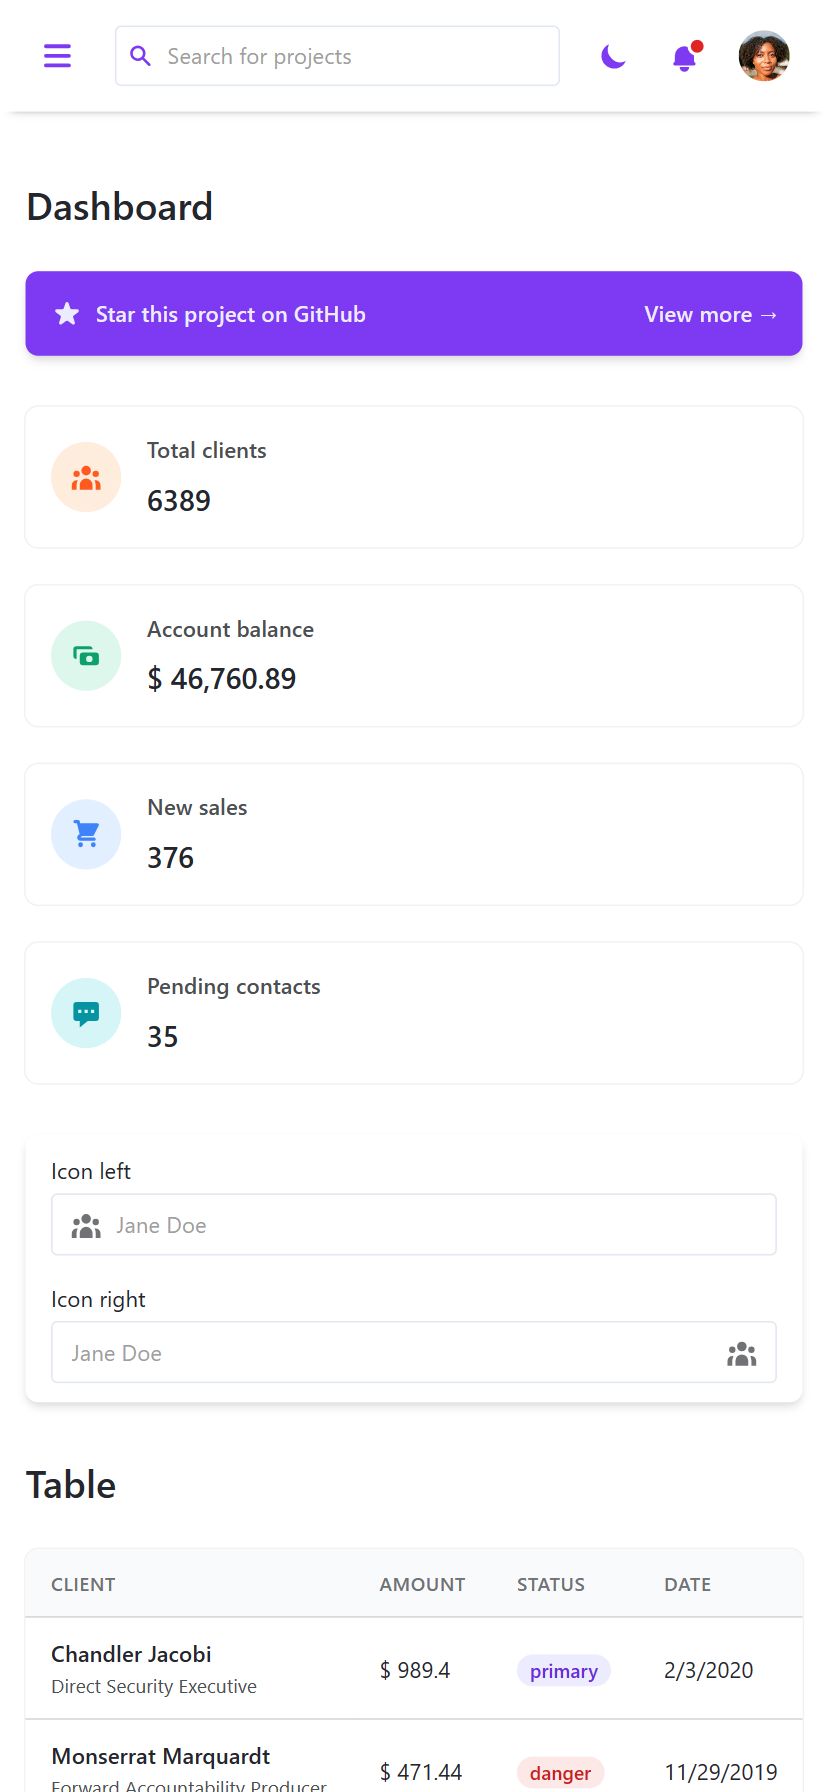 Search for projects
Dashboard
Star this project on GitHub
View more →
Total clients
6389
Account balance
$ 46,760.89
New sales
376
Pending contacts
35
Icon left
Jane Doe
Icon right
Jane Doe
Table
CLIENT AMOUNT STATUS DATE
Chandler Jacobi
Direct Security Executive
$ 989.4
primary
2/3/2020
Monserrat Marquardt
Forward Accountability Producer
$ 471.44
danger
11/29/2019